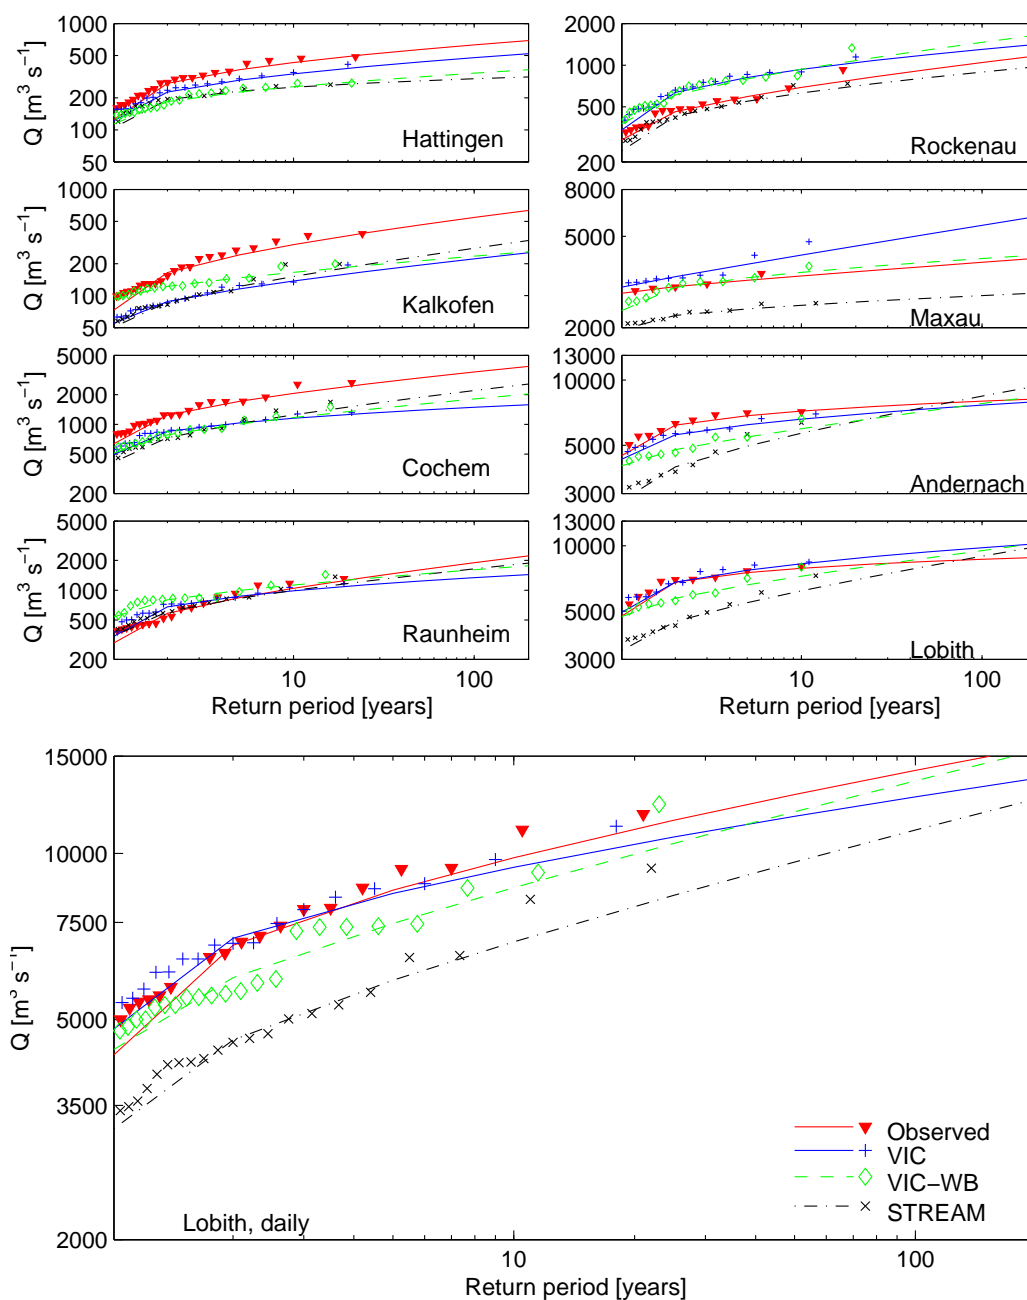 1000
500
200
100
50
Q [m³ s⁻¹]
Hattingen
2000
1000
500
200
Rockenau
1000
500
200
100
50
Q [m³ s⁻¹]
Kalkofen
8000
5000
2000
Maxau
5000
2000
1000
500
200
Q [m³ s⁻¹]
Cochem
13000
10000
5000
3000
Andernach
5000
2000
1000
500
200
Q [m³ s⁻¹]
Raunheim
10 100
Return period [years]
13000
10000
5000
3000
Lobith
10 100
Return period [years]
15000
10000
7500
5000
3500
2000
Q [m³ s⁻¹]
Observed
VIC
VIC−WB
STREAM
Lobith, daily
10 100
Return period [years]